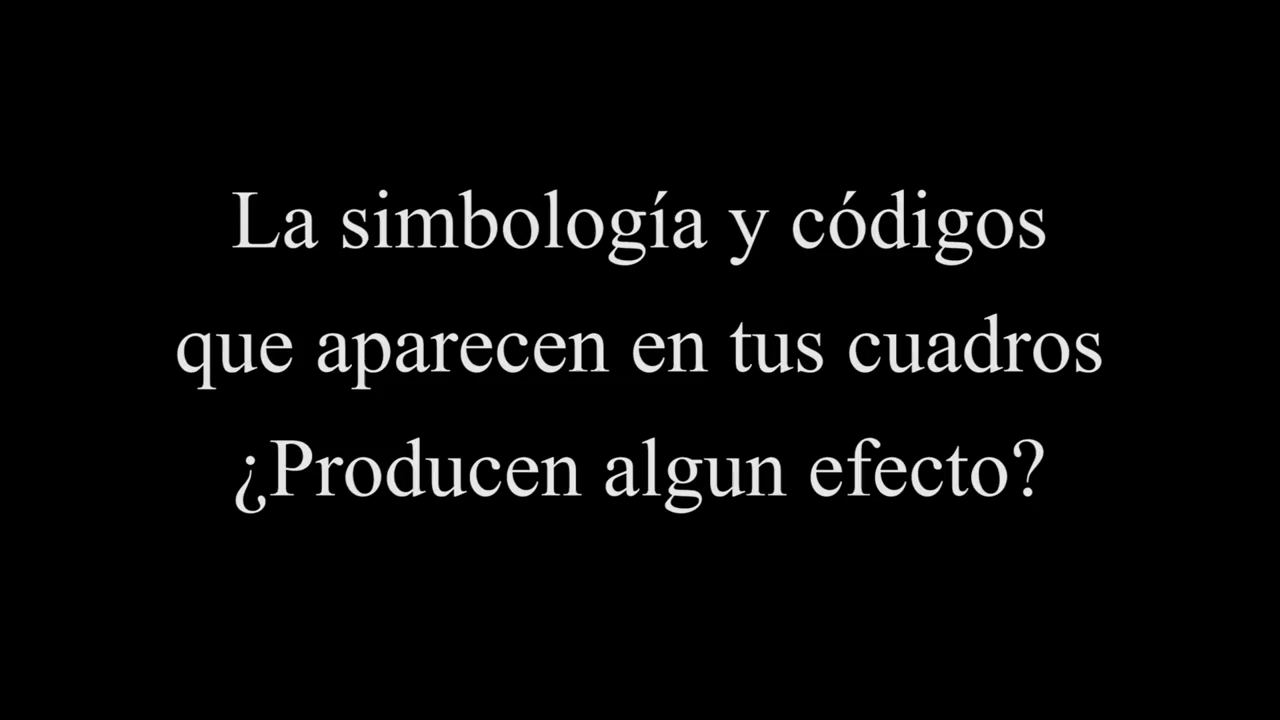 La simbología y códigos
que aparecen en tus cuadros
¿Producen algun efecto?